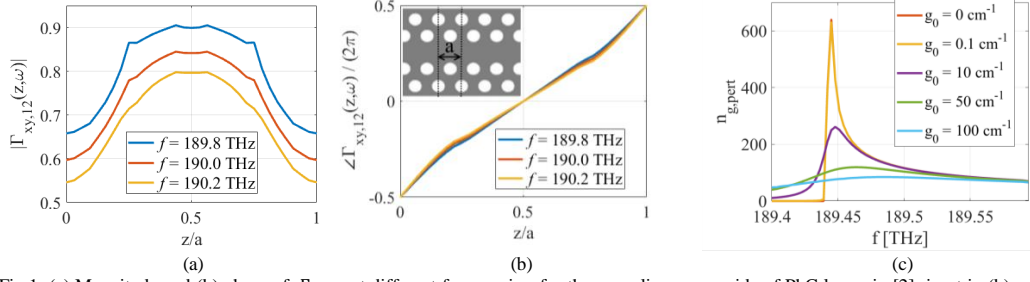 |Γxy,12(z,ω)|
0.9
0.8
0.7
0.6
0.5
f = 189.8 THz
f = 190.0 THz
f = 190.2 THz
0
0.5
1
z/a
(a)
∠Γxy,12(z,ω) / (2π)
0.5
0
-0.5
a
f = 189.8 THz
f = 190.0 THz
f = 190.2 THz
0
0.5
1
z/a
(b)
ng,pert
600
400
200
0
g0 = 0 cm-1
g0 = 0.1 cm-1
g0 = 10 cm-1
g0 = 50 cm-1
g0 = 100 cm-1
189.4
189.45
189.5
189.55
f [THz]
(c)